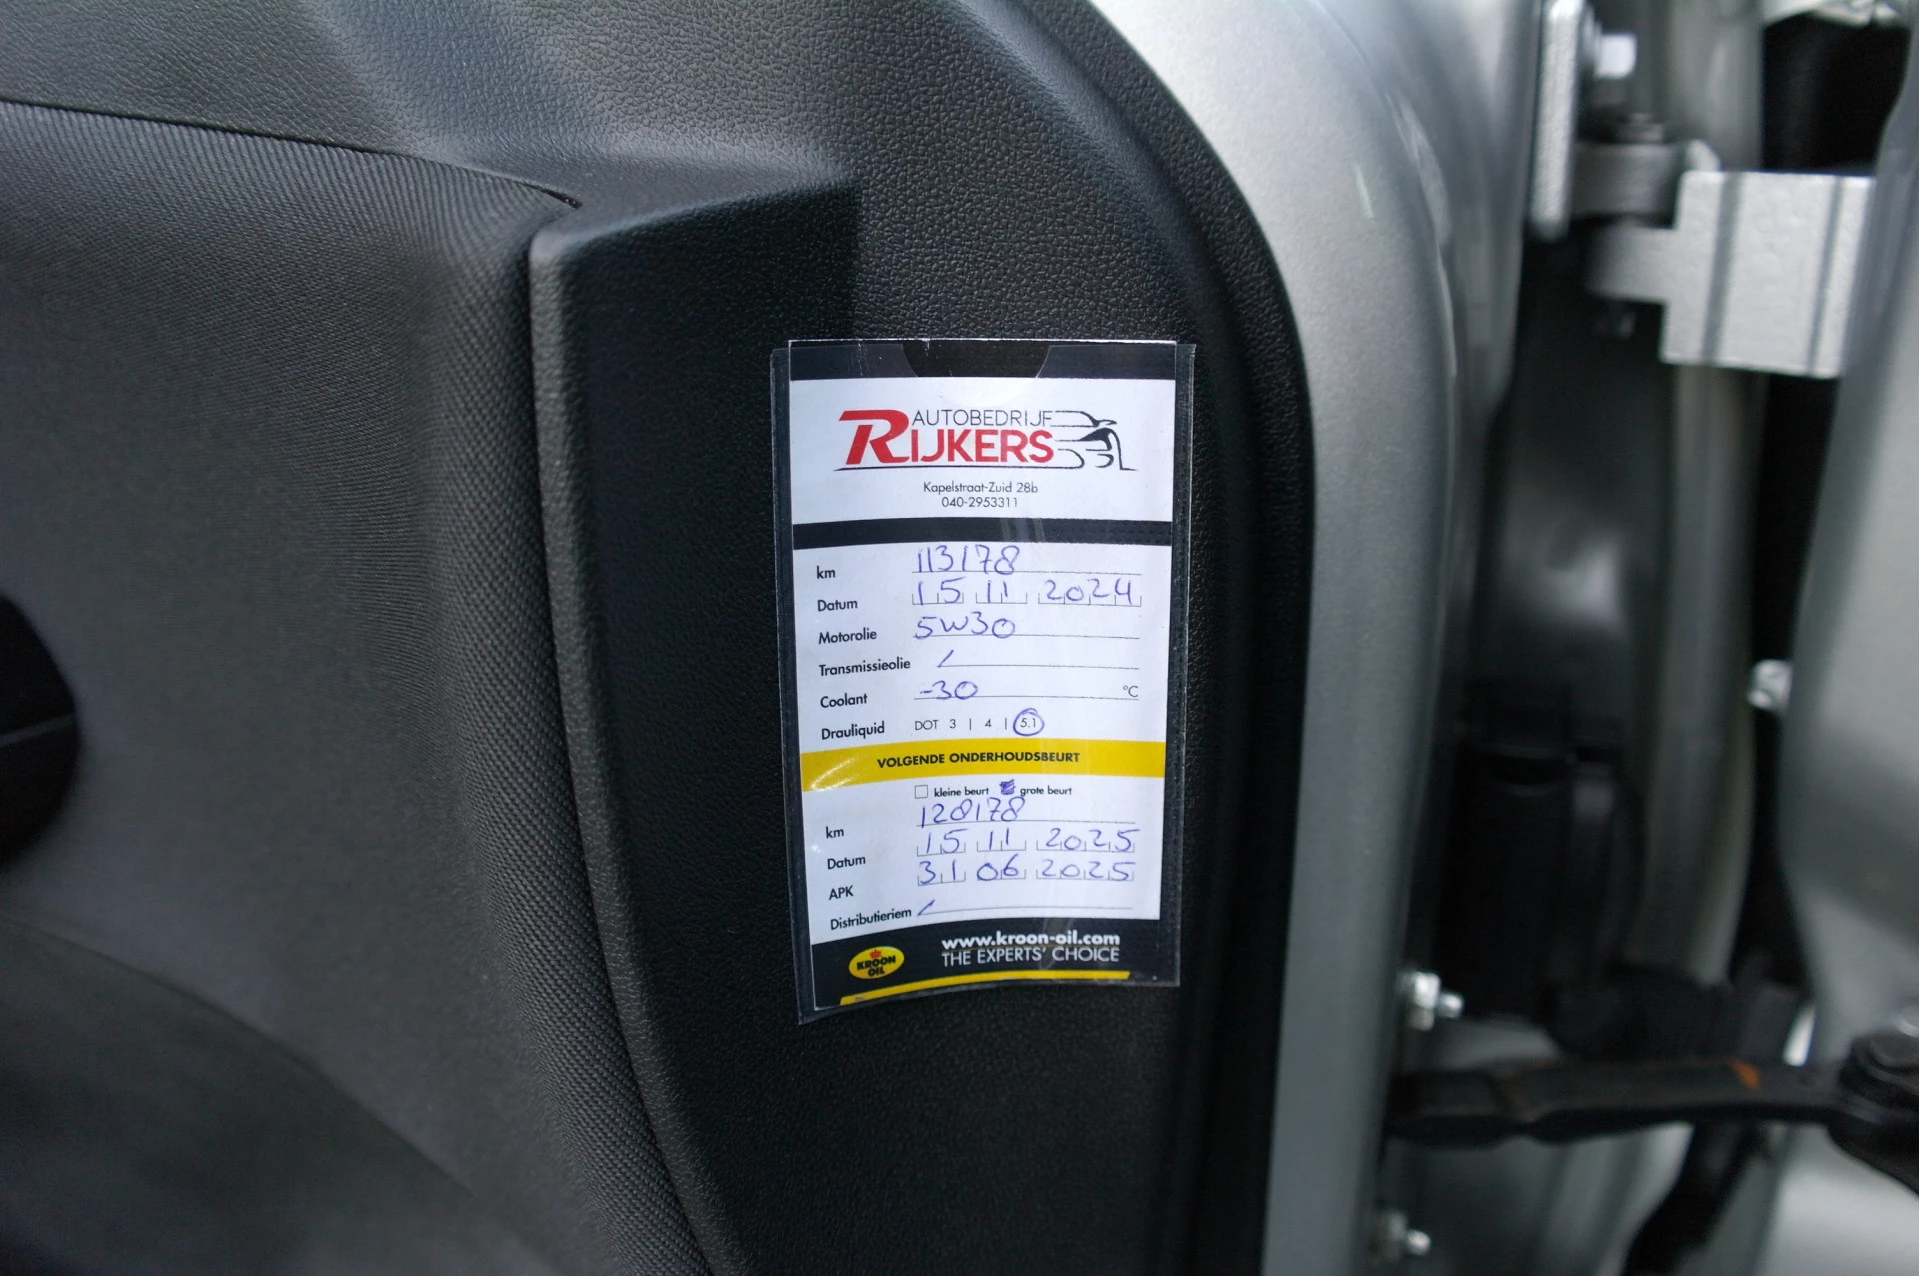 AUTOBEDRIJF
RIJKERS
Kapelstraat-Zuid 28b
040-2953311
km 113178
Datum 15 11 2024
Motorolie 5W30
Transmissieolie /
Coolant -30 °C
Drauliquid DOT 3 | 4 | 5.1
VOLGENDE ONDERHOUDSBEURT
kleine beurt grote beurt
km 128178
Datum 15 11 2025
APK 31 06 2025
Distributieriem /
KROON OIL www.kroon-oil.com
THE EXPERTS' CHOICE